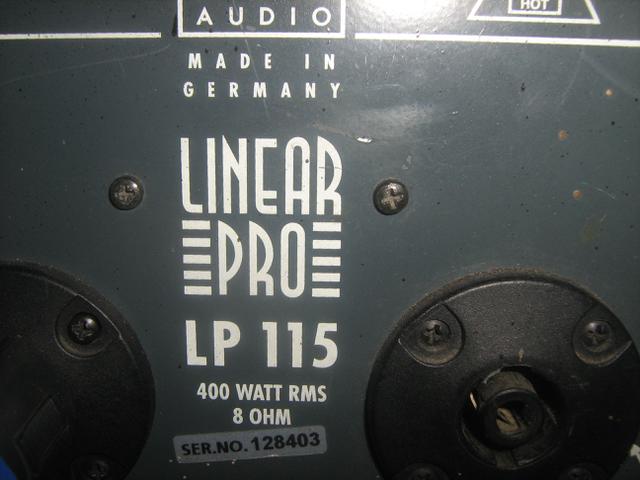 AUDIO
HOT
MADE IN
GERMANY
LINEAR
PRO
LP 115
400 WATT RMS
8 OHM
SER.NO. 128403